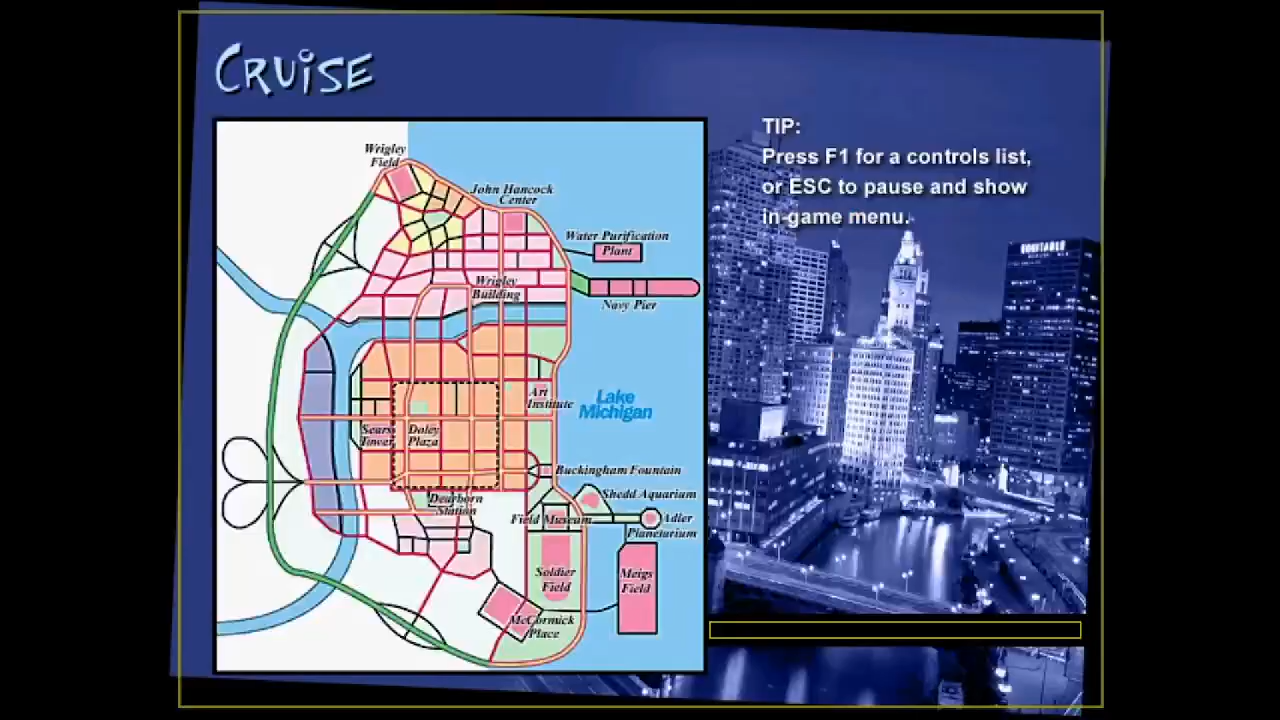 CRUISE
TIP:
Press F1 for a controls list,
or ESC to pause and show
in-game menu.
Wrigley
Field
John Hancock
Center
Water Purification
Plant
Wrigley
Building
Navy Pier
EQUITABLE
Art
Institute
Lake
Michigan
Sears
Tower
Daley
Plaza
Buckingham Fountain
Dearborn
Station
Shedd Aquarium
Field Museum
Adler
Planetarium
Soldier
Field
Meigs
Field
McCormick
Place